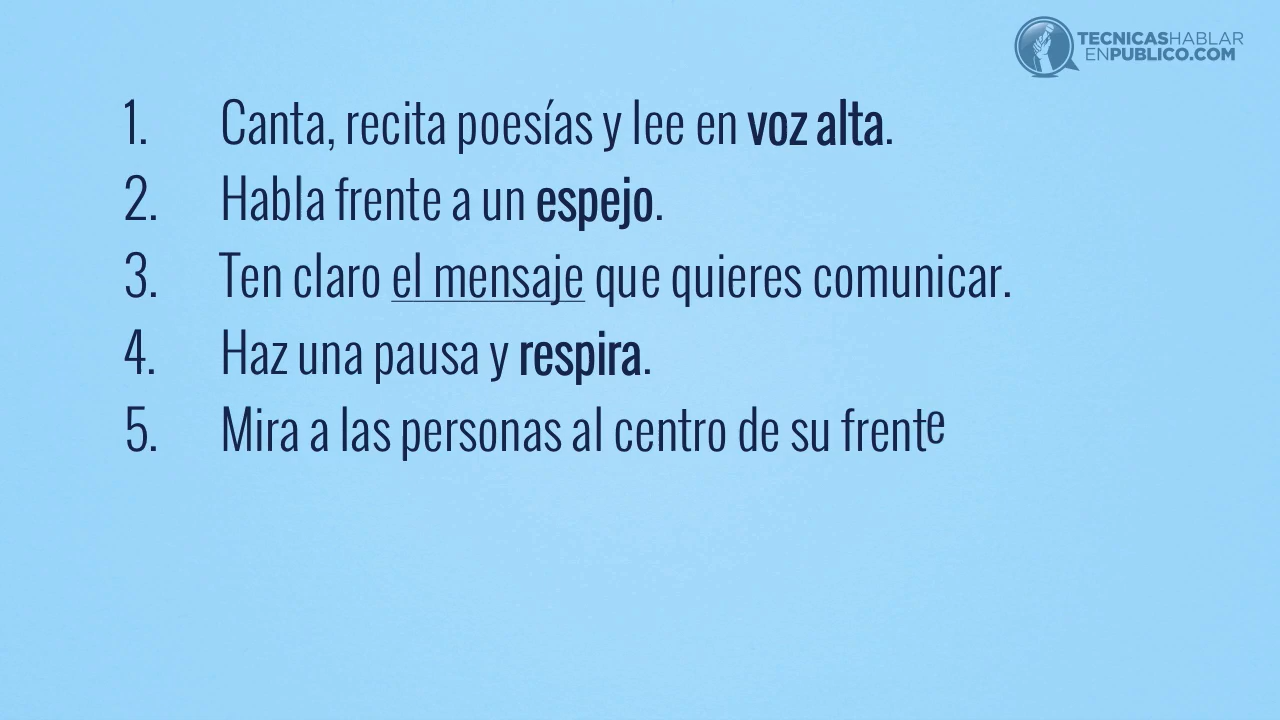 TECNICASHABLAR
ENPUBLICO.COM
1. Canta, recita poesías y lee en voz alta.
2. Habla frente a un espejo.
3. Ten claro el mensaje que quieres comunicar.
4. Haz una pausa y respira.
5. Mira a las personas al centro de su frente